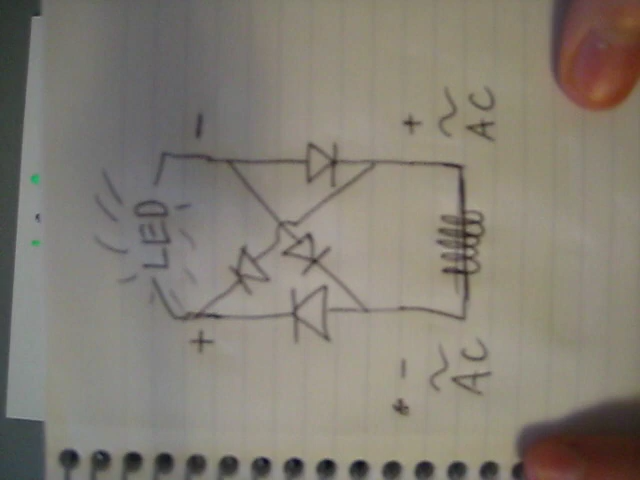 LED
+ -
- +
~ ~
AC AC